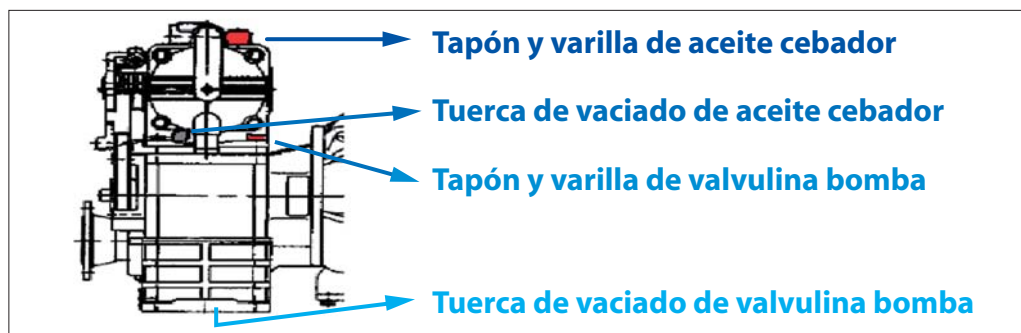 Tapón y varilla de aceite cebador
Tuerca de vaciado de aceite cebador
Tapón y varilla de valvulina bomba
Tuerca de vaciado de valvulina bomba